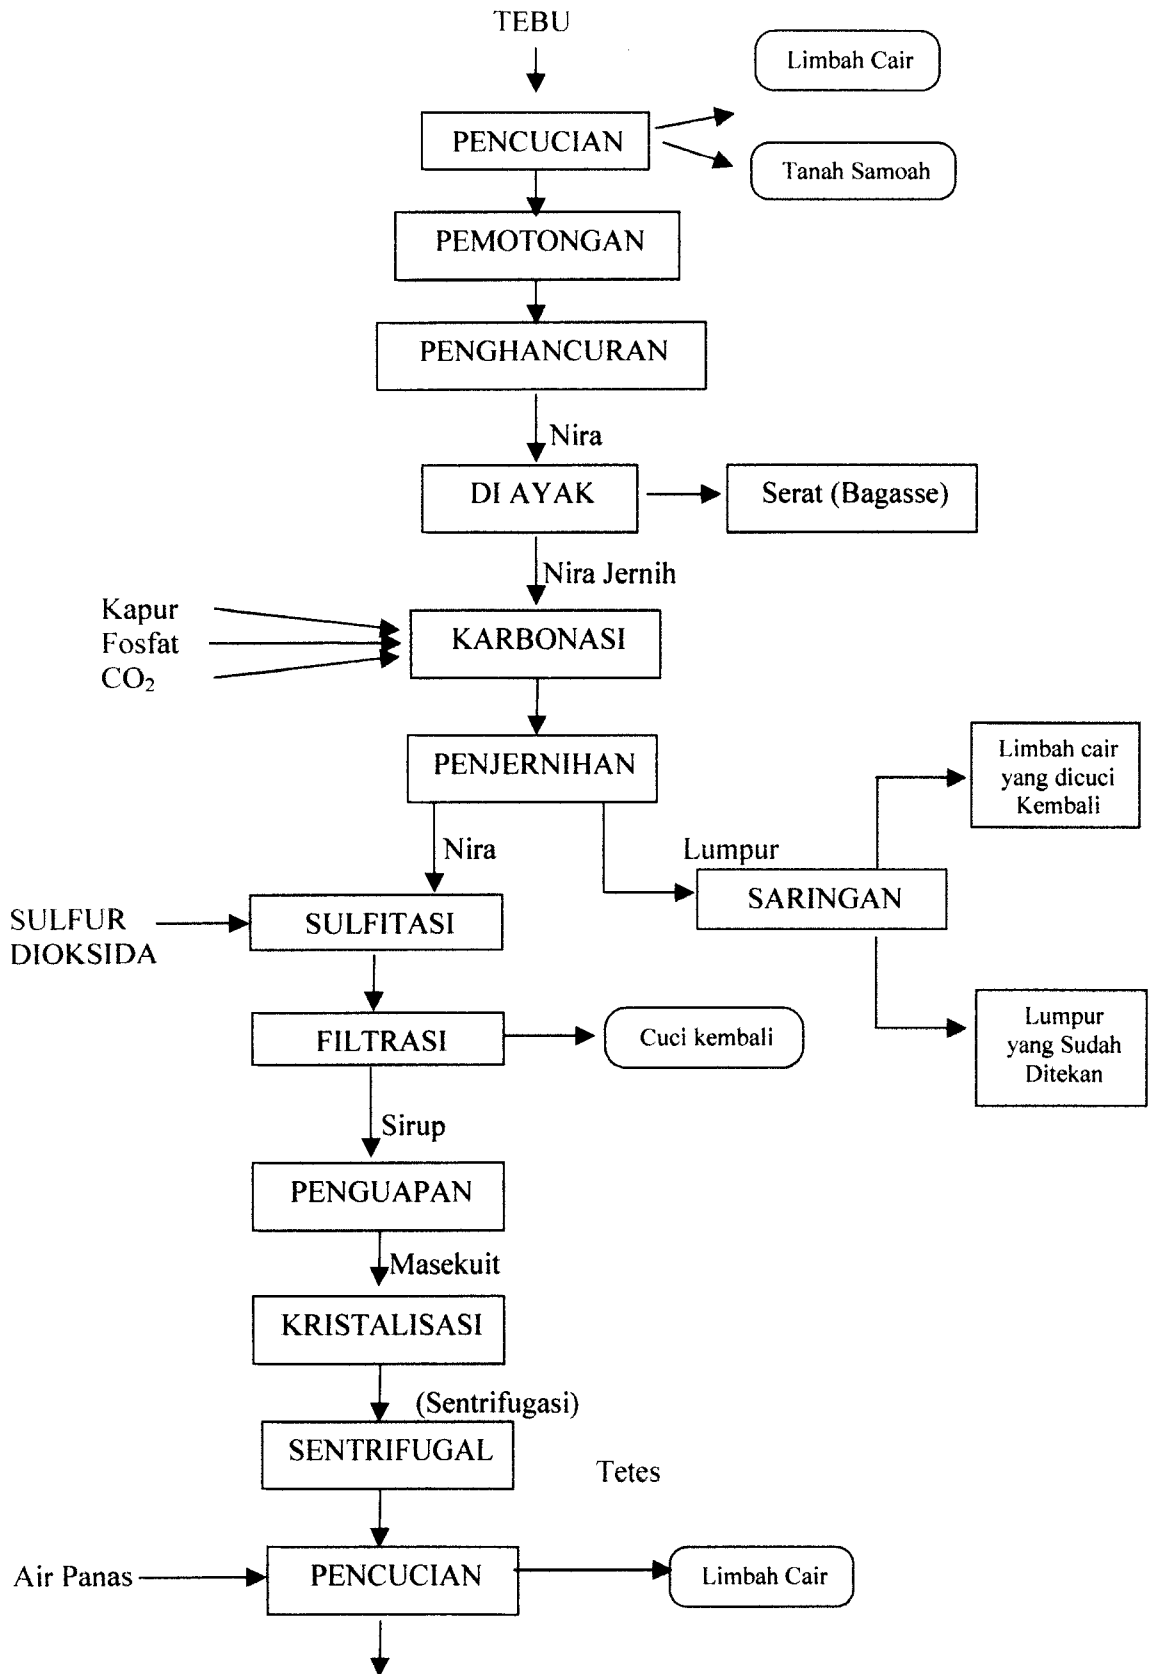 TEBU
Limbah Cair
PENCUCIAN
Tanah Samoah
PEMOTONGAN
PENGHANCURAN
Nira
DI AYAK
Serat (Bagasse)
Nira Jernih
Kapur
Fosfat
CO₂
KARBONASI
PENJERNIHAN
Limbah cair
yang dicuci
Kembali
Nira
Lumpur
SARINGAN
SULFUR
DIOKSIDA
SULFITASI
FILTRASI
Cuci kembali
Lumpur
yang Sudah
Ditekan
Sirup
PENGUAPAN
Masekuit
KRISTALISASI
(Sentrifugasi)
SENTRIFUGAL
Tetes
Air Panas
PENCUCIAN
Limbah Cair